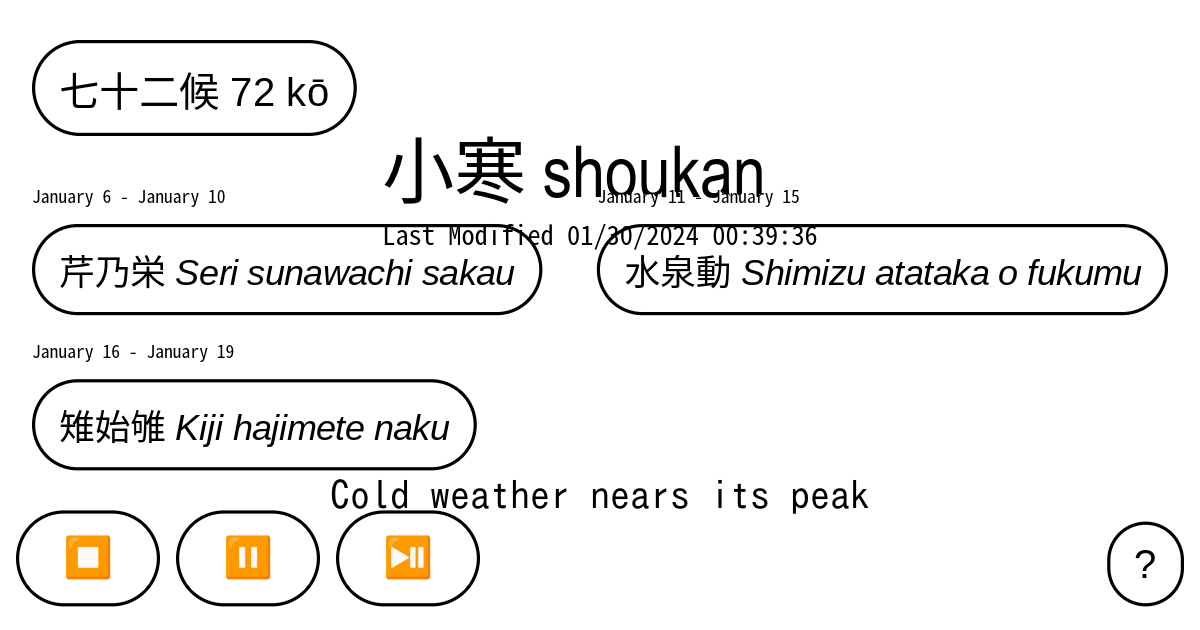 七十二候 72 kō
小寒 shoukan
January 6 - January 10
January 11 - January 15
Last Modified 01/30/2024 00:39:36
芹乃栄 Seri sunawachi sakau
水泉動 Shimizu atataka o fukumu
January 16 - January 19
雉始雊 Kiji hajimete naku
Cold weather nears its peak
?